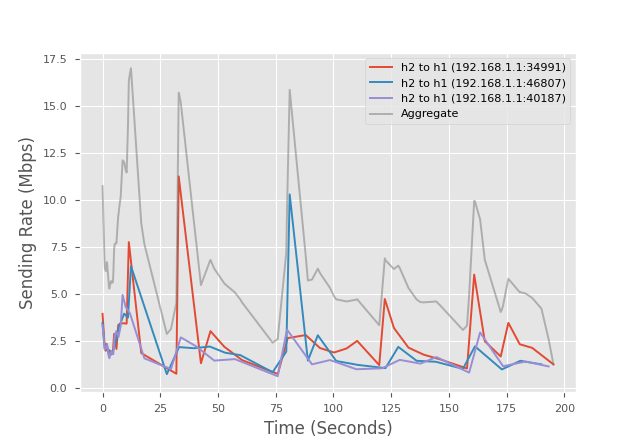 17.5
15.0
12.5
10.0
7.5
5.0
2.5
0.0
Sending Rate (Mbps)
h2 to h1 (192.168.1.1:34991)
h2 to h1 (192.168.1.1:46807)
h2 to h1 (192.168.1.1:40187)
Aggregate
0 25 50 75 100 125 150 175 200
Time (Seconds)